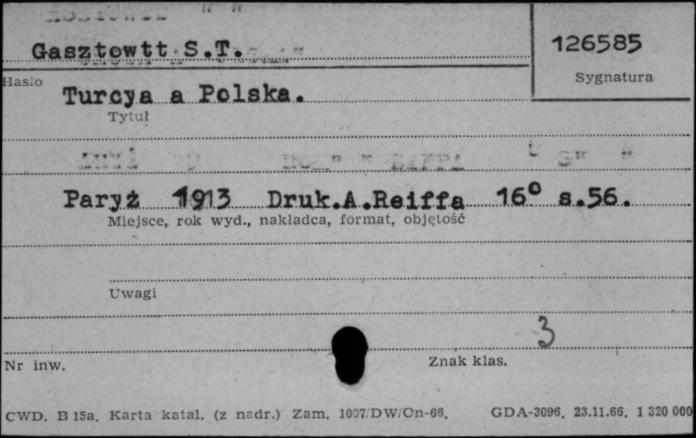 Gasztowtt S.T.
126585
Hasło
Sygnatura
Turcya a Polska.
Tytuł
Paryż 1913 Druk.A.Reiffa 16° s.56.
Miejsce, rok wyd., nakładca, format, objętość
Uwagi
3
Nr inw.
Znak klas.
CWD. B 15a. Karta katal. (z nadr.) Zam. 1007/DW/On-66. GDA-3096. 23.11.66. 1 320 000